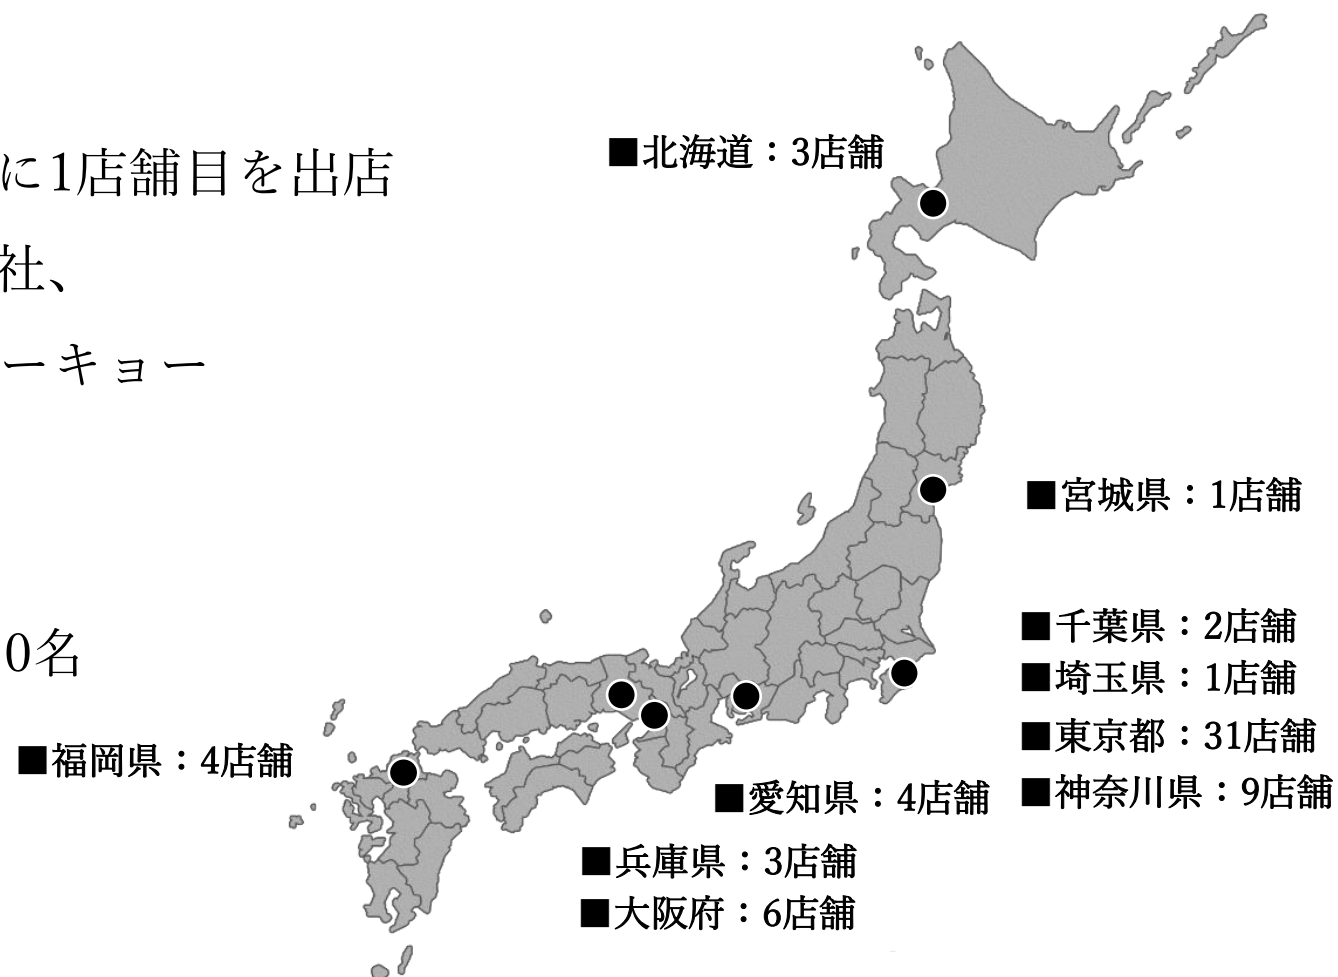 に1店舗目を出店
社、
ーキョー
0名
■北海道：3店舗
■宮城県：1店舗
■千葉県：2店舗
■埼玉県：1店舗
■東京都：31店舗
■神奈川県：9店舗
■愛知県：4店舗
■兵庫県：3店舗
■大阪府：6店舗
■福岡県：4店舗